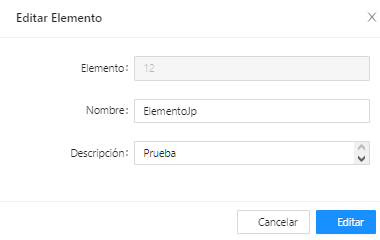 Editar Elemento
Elemento: 12
Nombre: ElementoJp
Descripción: Prueba
Cancelar Editar